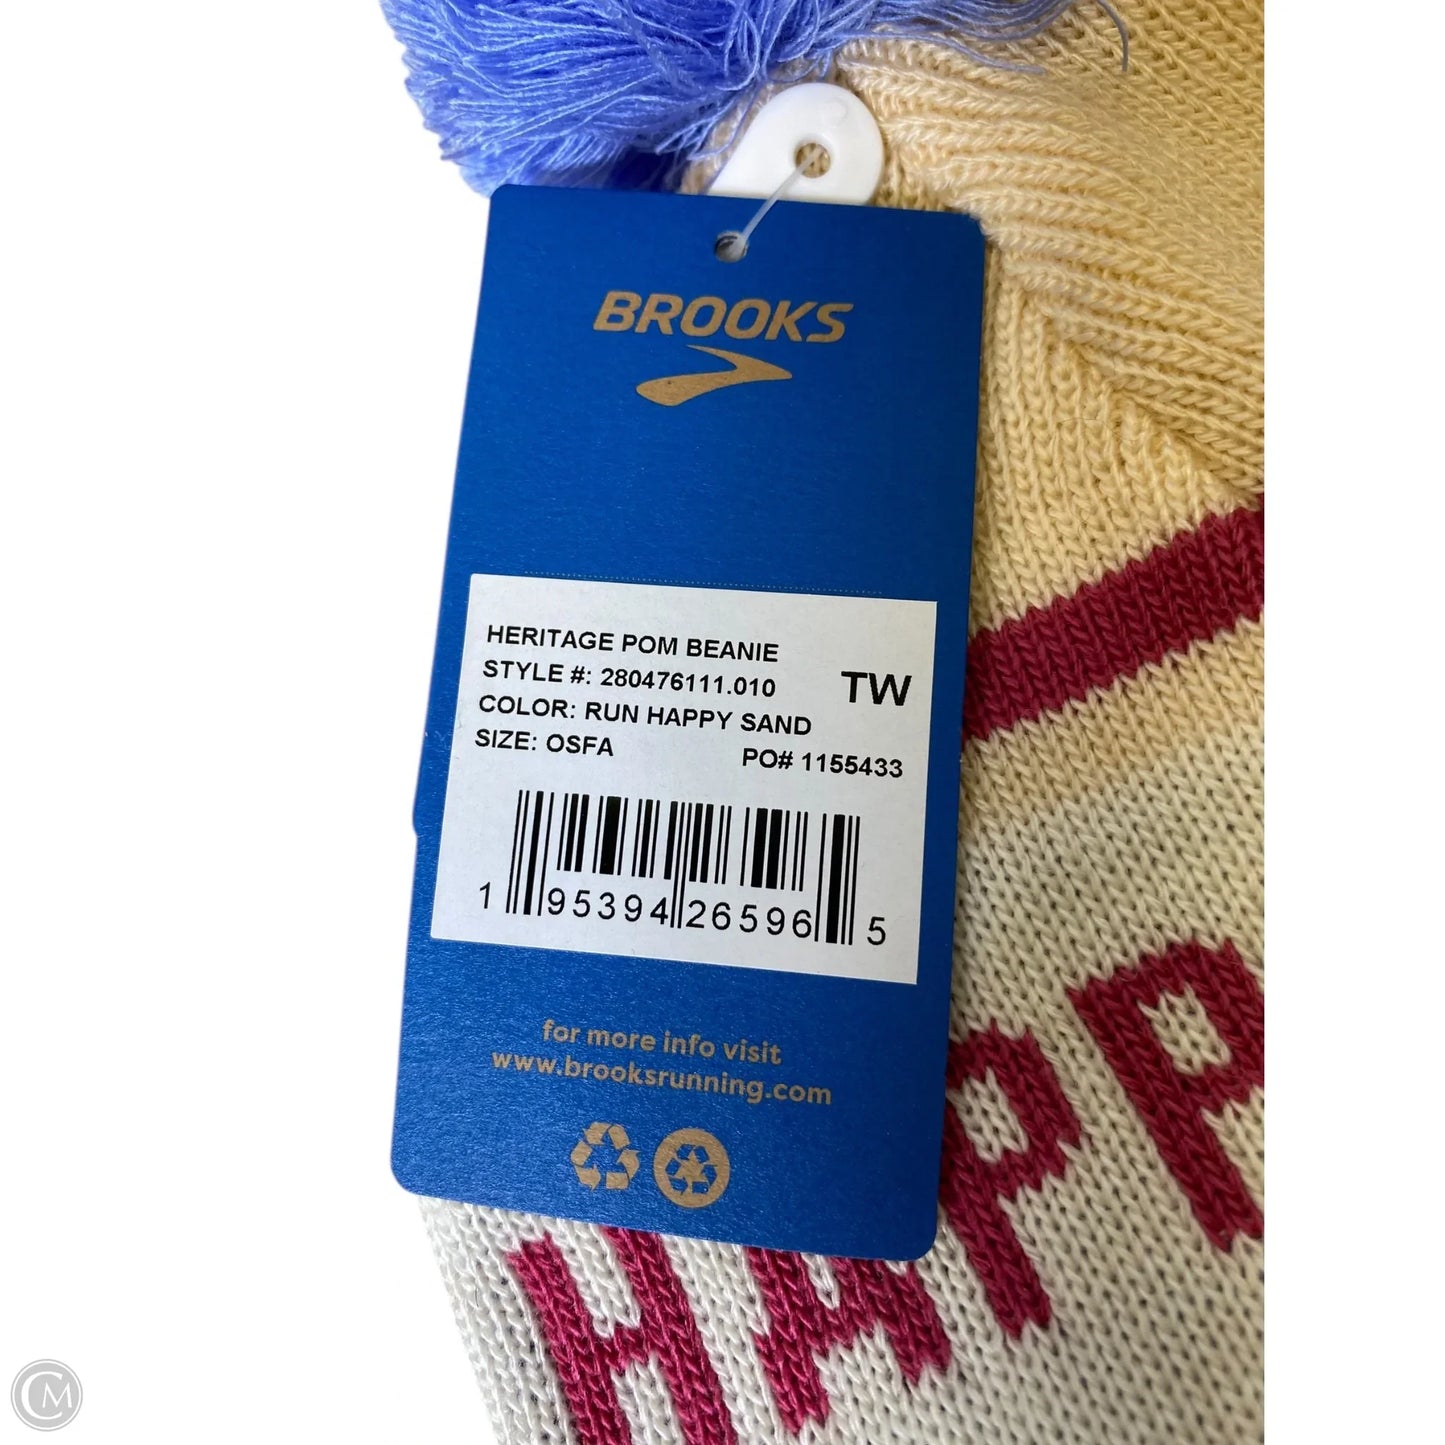 BROOKS
HERITAGE POM BEANIE
STYLE #: 280476111.010
TW
COLOR: RUN HAPPY SAND
SIZE: OSFA
PO# 1155433
1 95394 26596 5
for more info visit
www.brooksrunning.com
HAPP
CM